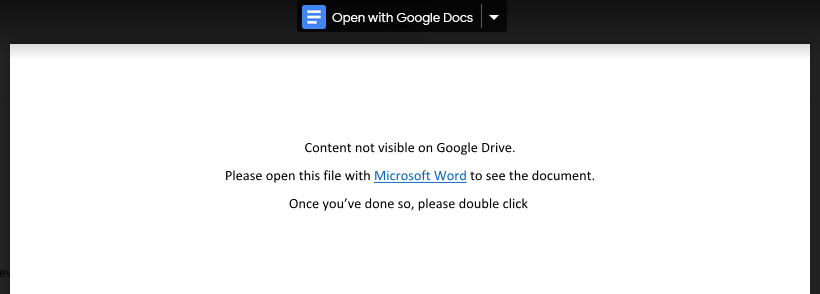 Open with Google Docs
Content not visible on Google Drive.
Please open this file with Microsoft Word to see the document.
Once you’ve done so, please double click